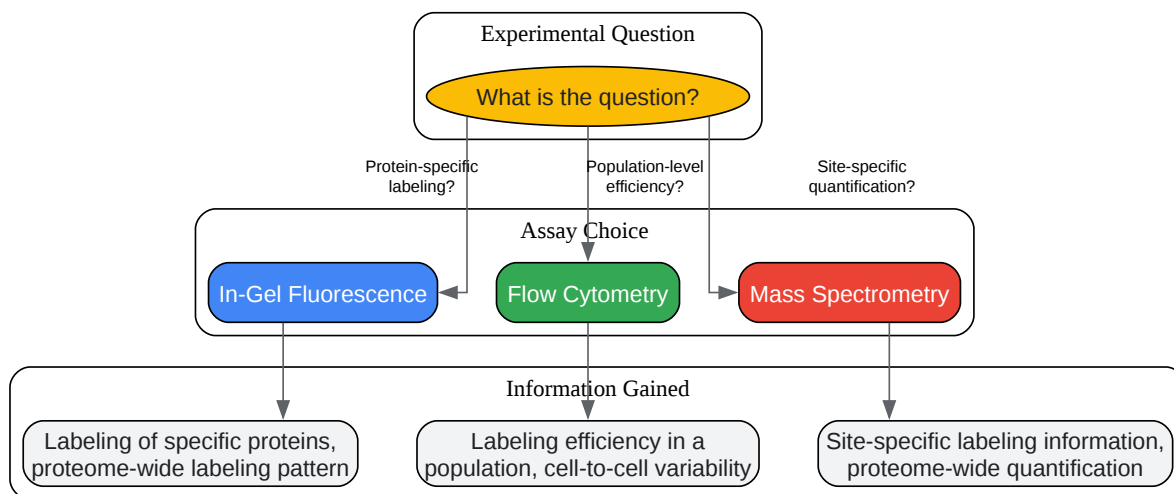 Experimental Question
What is the question?
Protein-specific
labeling?
Population-level
efficiency?
Site-specific
quantification?
Assay Choice
In-Gel Fluorescence
Flow Cytometry
Mass Spectrometry
Information Gained
Labeling of specific proteins,
proteome-wide labeling pattern
Labeling efficiency in a
population, cell-to-cell variability
Site-specific labeling information,
proteome-wide quantification